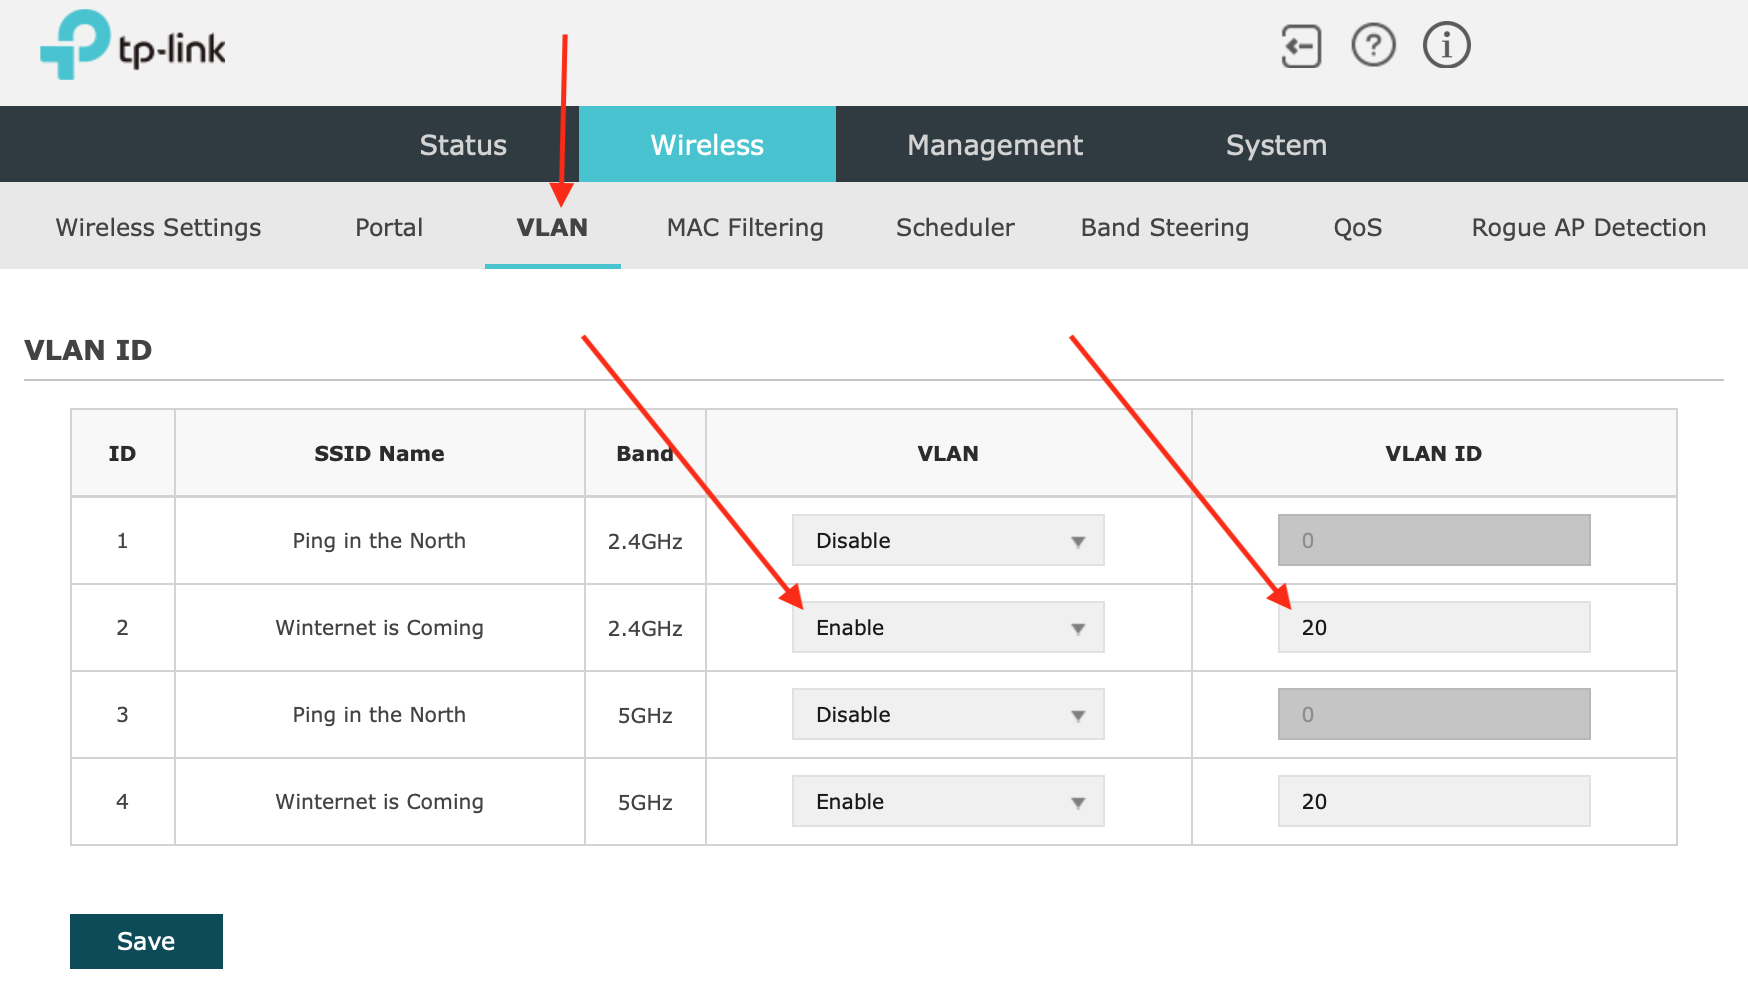 tp-link
Status Wireless Management System
Wireless Settings Portal VLAN MAC Filtering Scheduler Band Steering QoS Rogue AP Detection
VLAN ID
ID SSID Name Band VLAN VLAN ID
1 Ping in the North 2.4GHz Disable 0
2 Winternet is Coming 2.4GHz Enable 20
3 Ping in the North 5GHz Disable 0
4 Winternet is Coming 5GHz Enable 20
Save